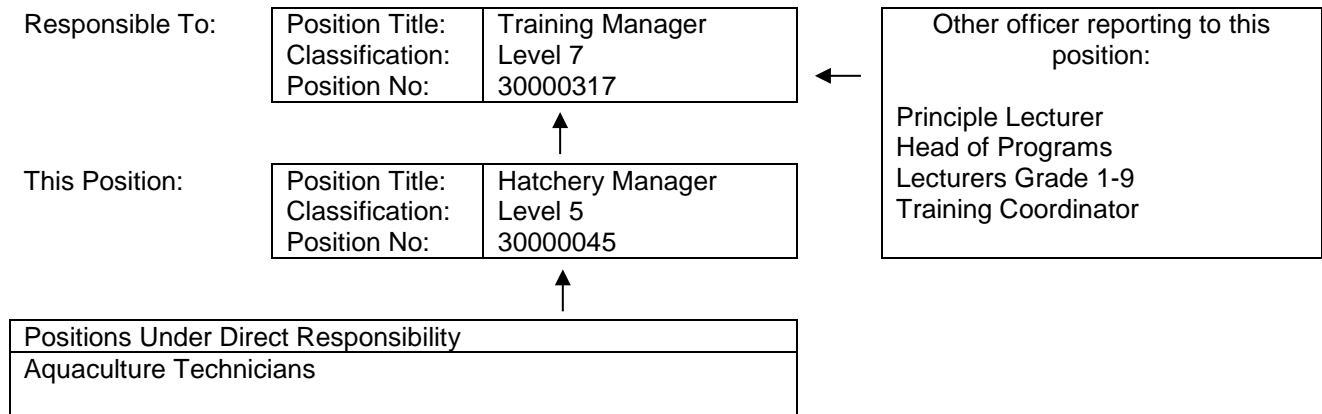 Responsible To:
Position Title: Training Manager
Classification: Level 7
Position No: 30000317
Other officer reporting to this
position:
Principle Lecturer
Head of Programs
Lecturers Grade 1-9
Training Coordinator
This Position:
Position Title: Hatchery Manager
Classification: Level 5
Position No: 30000045
Positions Under Direct Responsibility
Aquaculture Technicians